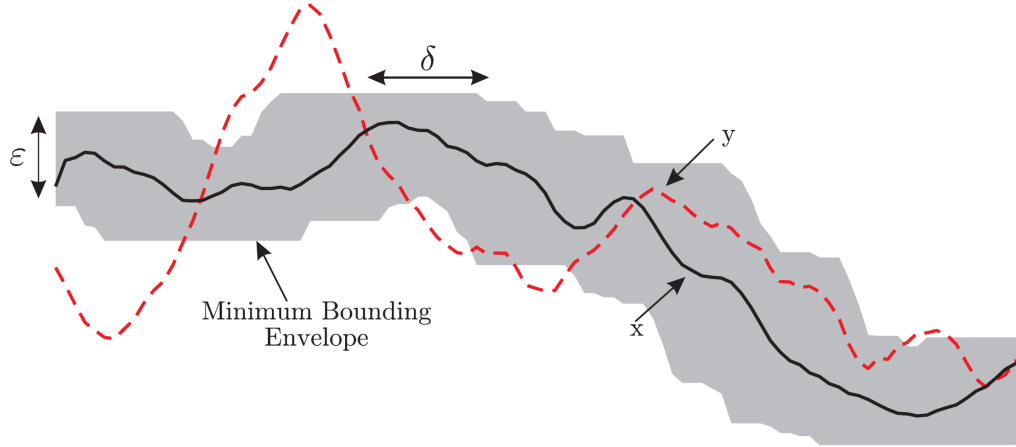 δ
ε
y
x
Minimum Bounding
Envelope